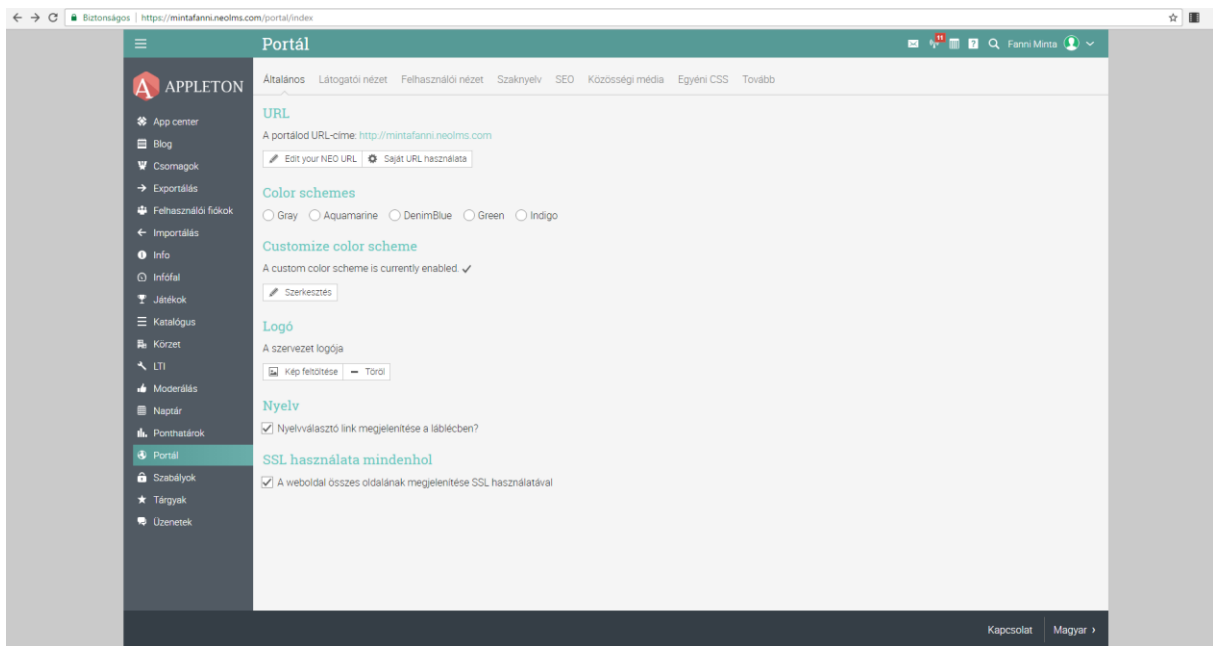 Biztonságos | https://mintafanni.neolms.com/portal/index
Portál
11
Fanni Minta
APPLETON
Általános Látogatói nézet Felhasználói nézet Szaknyelv SEO Közösségi média Egyéni CSS Tovább
App center
Blog
Csomagok
Exportálás
Felhasználói fiókok
Importálás
Info
Infófal
Játékok
Katalógus
Körzet
LTI
Moderálás
Naptár
Ponthatárok
Portál
Szabályok
Tárgyak
Üzenetek
URL
A portálod URL-címe: http://mintafanni.neolms.com
Edit your NEO URL Saját URL használata
Color schemes
Gray Aquamarine DenimBlue Green Indigo
Customize color scheme
A custom color scheme is currently enabled.
Szerkesztés
Logó
A szervezet logója
Kép feltöltése Töröl
Nyelv
Nyelvválasztó link megjelenítése a láblécben?
SSL használata mindenhol
A weboldal összes oldalának megjelenítése SSL használatával
Kapcsolat Magyar ›